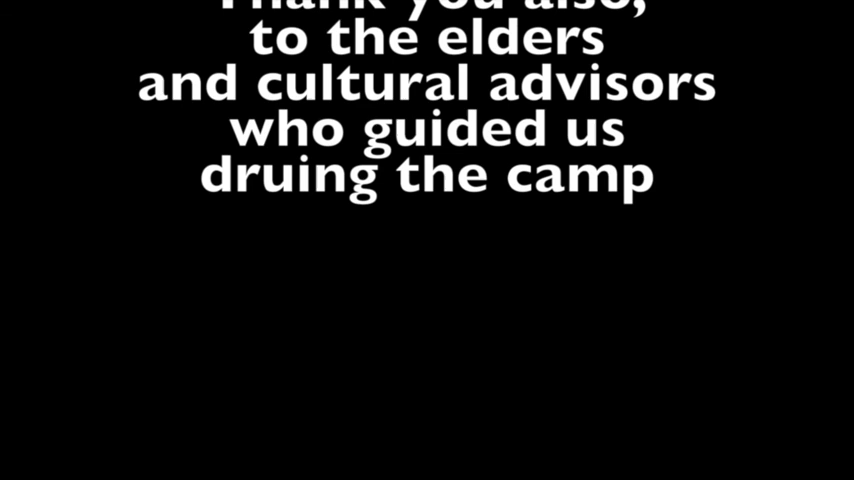 Thank you also,
to the elders
and cultural advisors
who guided us
druing the camp